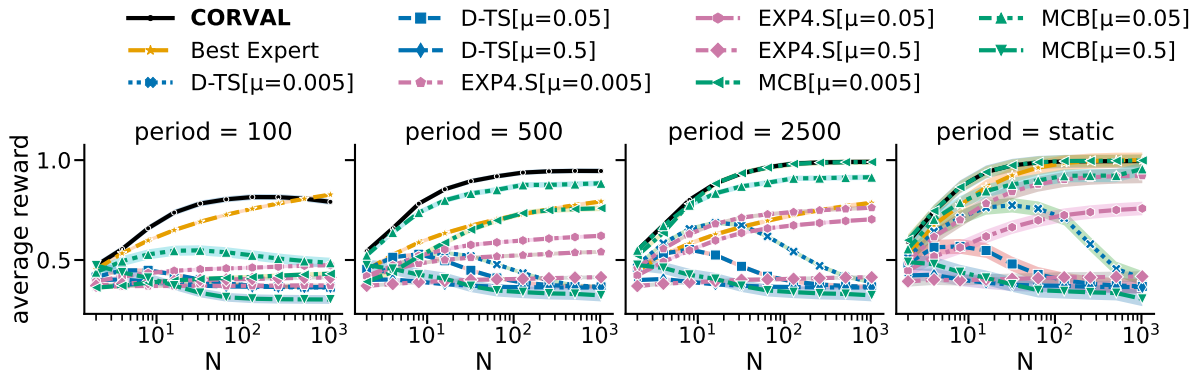 CORVAL D-TS[μ=0.05] EXP4.S[μ=0.05] MCB[μ=0.05]
Best Expert D-TS[μ=0.5] EXP4.S[μ=0.5] MCB[μ=0.5]
D-TS[μ=0.005] EXP4.S[μ=0.005] MCB[μ=0.005]
period = 100 period = 500 period = 2500 period = static
average reward
1.0
0.5
10¹ 10² 10³ 10¹ 10² 10³ 10¹ 10² 10³ 10¹ 10² 10³
N N N N